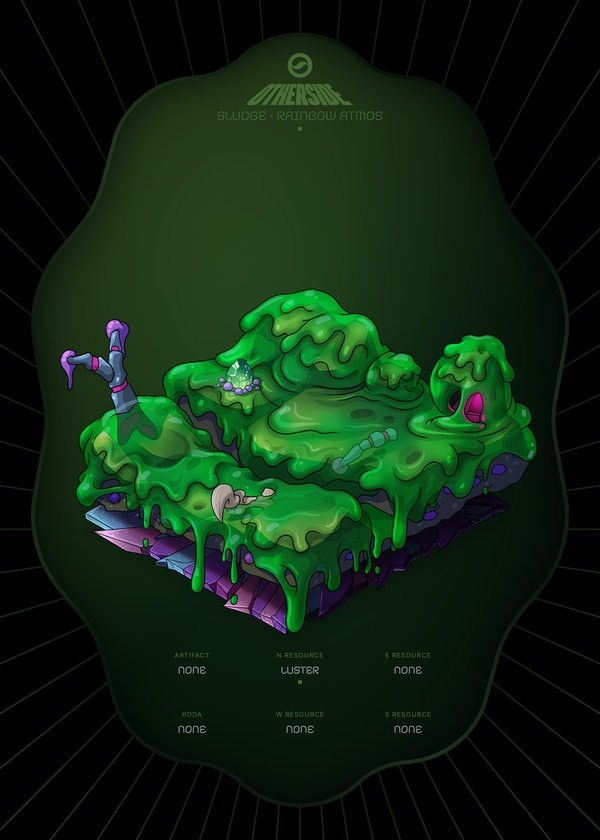 OTHERSIDE
SLUDGE · RAINBOW ATMOS
ARTIFACT N RESOURCE E RESOURCE
NONE LUSTER NONE
KODA W RESOURCE S RESOURCE
NONE NONE NONE